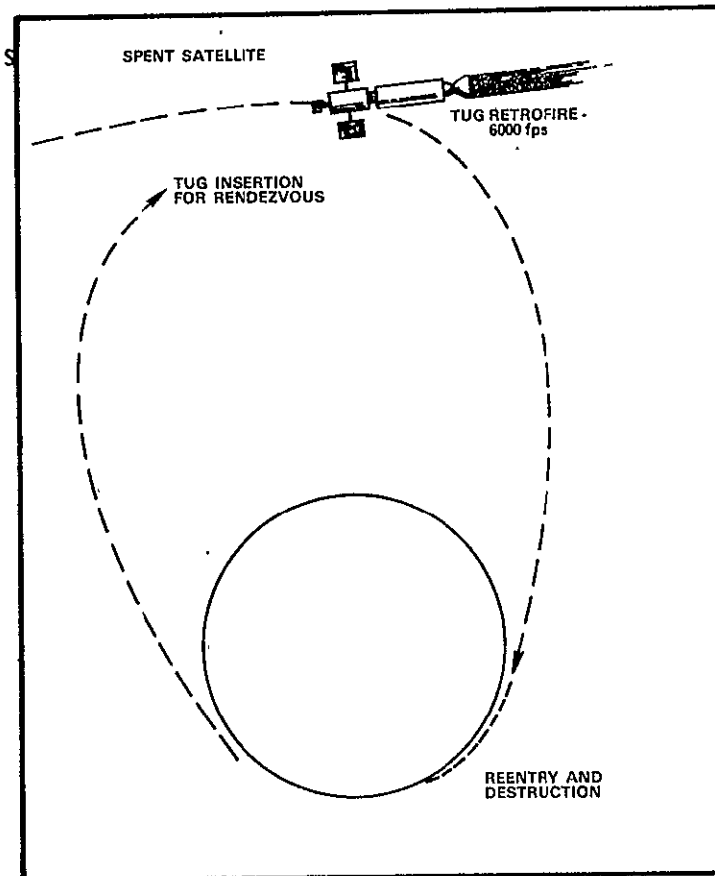 S
SPENT SATELLITE
TUG RETROFIRE -
6000 fps
TUG INSERTION
FOR RENDEZVOUS
REENTRY AND
DESTRUCTION